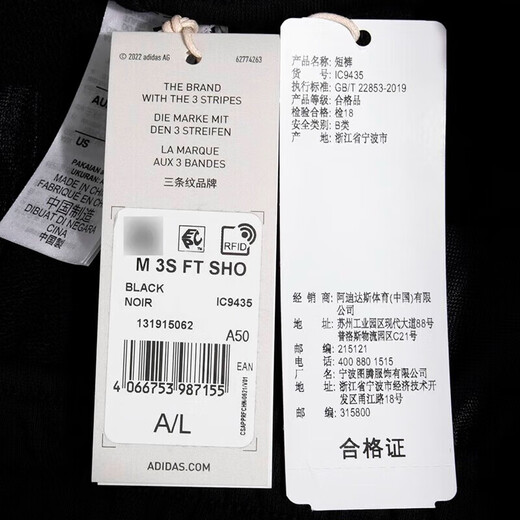 © 2022 adidas AG 62774263
THE BRAND
WITH THE 3 STRIPES
DIE MARKE MIT
DEN 3 STREIFEN
LA MARQUE
AUX 3 BANDES
三条纹品牌
RFID
M 3S FT SHO
BLACK
NOIR IC9435
131915062
A50
EAN
4 066753 987155
A/L
ADIDAS.COM
产品名称: 短裤
货号: IC9435
执行标准: GB/T 22853-2019
产品等级: 合格品
检验合格: 检18
安全类别: B类
产地: 浙江省宁波市
经销商: 阿迪达斯体育(中国)有限
公司
地址: 苏州工业园区现代大道88号
普洛斯物流园区C21号
邮编: 215121
电话: 400 880 1515
厂名: 宁波图腾服饰有限公司
地址: 浙江省宁波市经济技术开
发区甬江路18号
邮编: 315800
合格证
US
MADE IN CHINA
中国制造
DIBUAT DI NEGARA
CINA
中国製